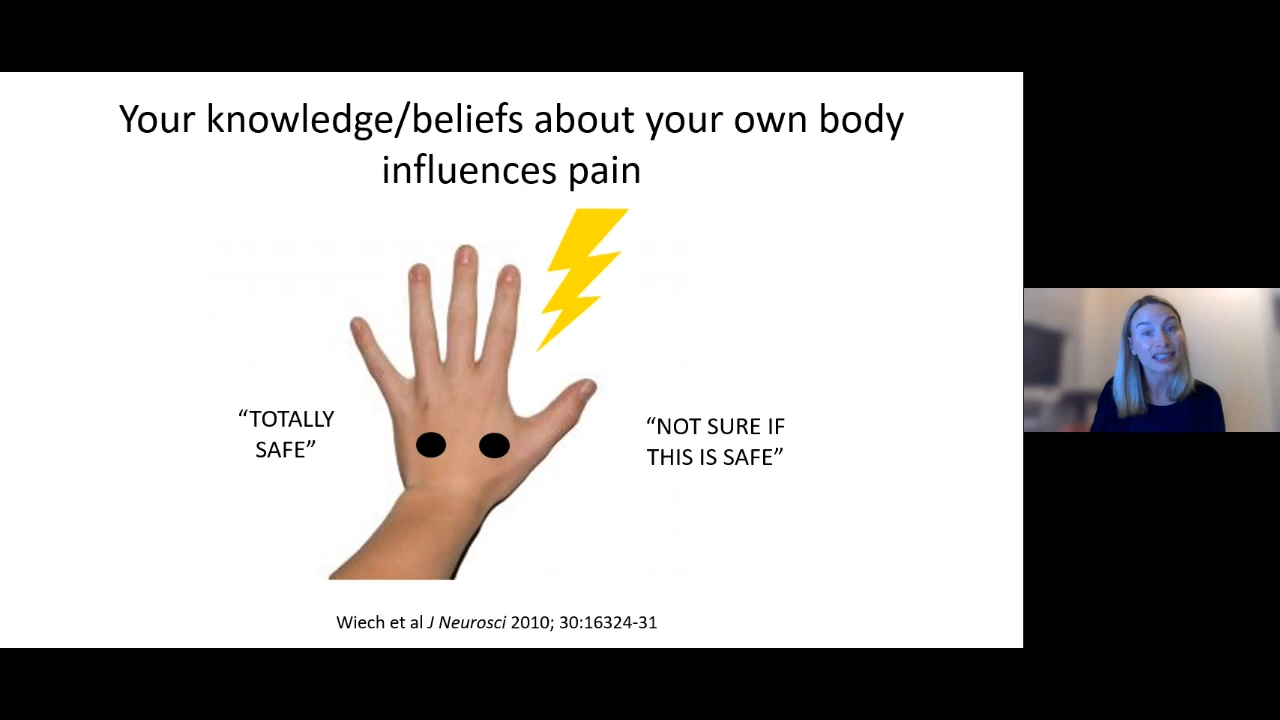 Your knowledge/beliefs about your own body
influences pain
“TOTALLY
SAFE”
“NOT SURE IF
THIS IS SAFE”
Wiech et al J Neurosci 2010; 30:16324-31